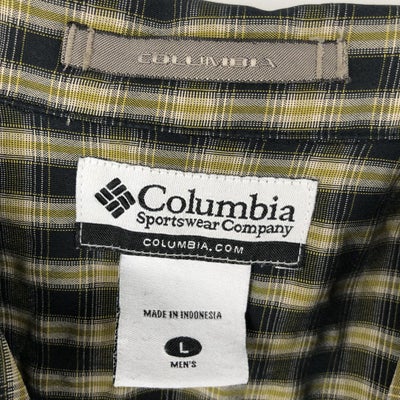 COLUMBIA
Columbia
Sportswear Company
COLUMBIA.COM
MADE IN INDONESIA
L
MEN'S